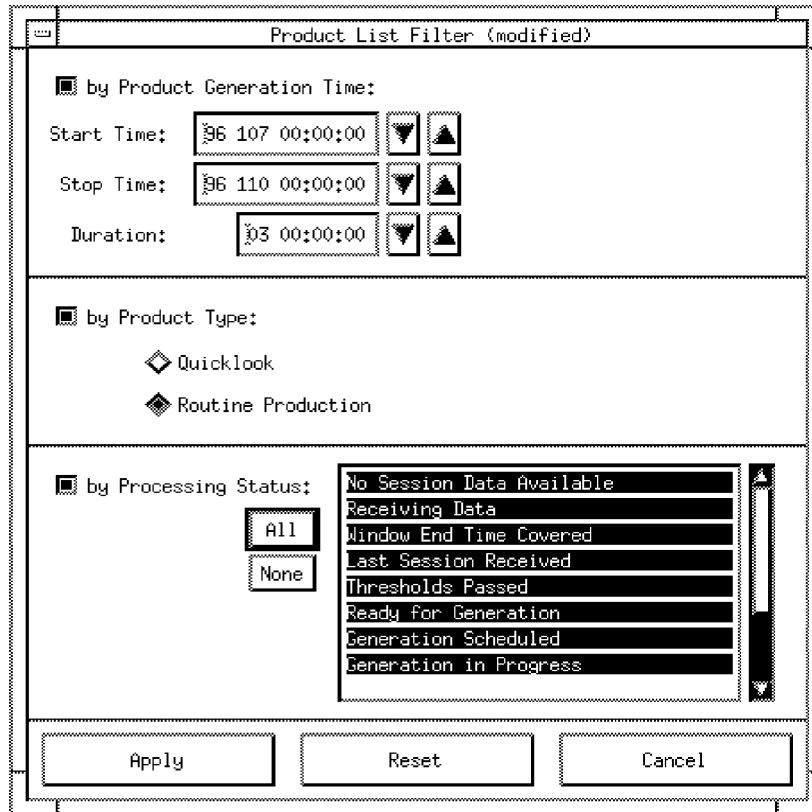 Product List Filter (modified)
by Product Generation Time:
Start Time: 96 107 00:00:00
Stop Time: 96 110 00:00:00
Duration: 03 00:00:00
by Product Type:
Quicklook
Routine Production
by Processing Status:
All
None
No Session Data Available
Receiving Data
Window End Time Covered
Last Session Received
Thresholds Passed
Ready for Generation
Generation Scheduled
Generation in Progress
Apply Reset Cancel